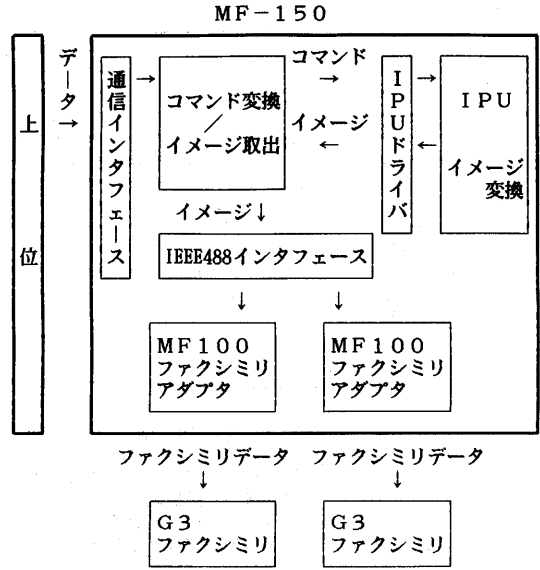 MF－150
上位
データ
→
通信インタフェース
→
コマンド変換
／
イメージ取出
コマンド
→
イメージ
←
IPUドライバ
→
←
IPU
イメージ
変換
イメージ↓
IEEE488インタフェース
↓ ↓
MF100
ファクシミリ
アダプタ
MF100
ファクシミリ
アダプタ
ファクシミリデータ ファクシミリデータ
↓ ↓
G3
ファクシミリ
G3
ファクシミリ